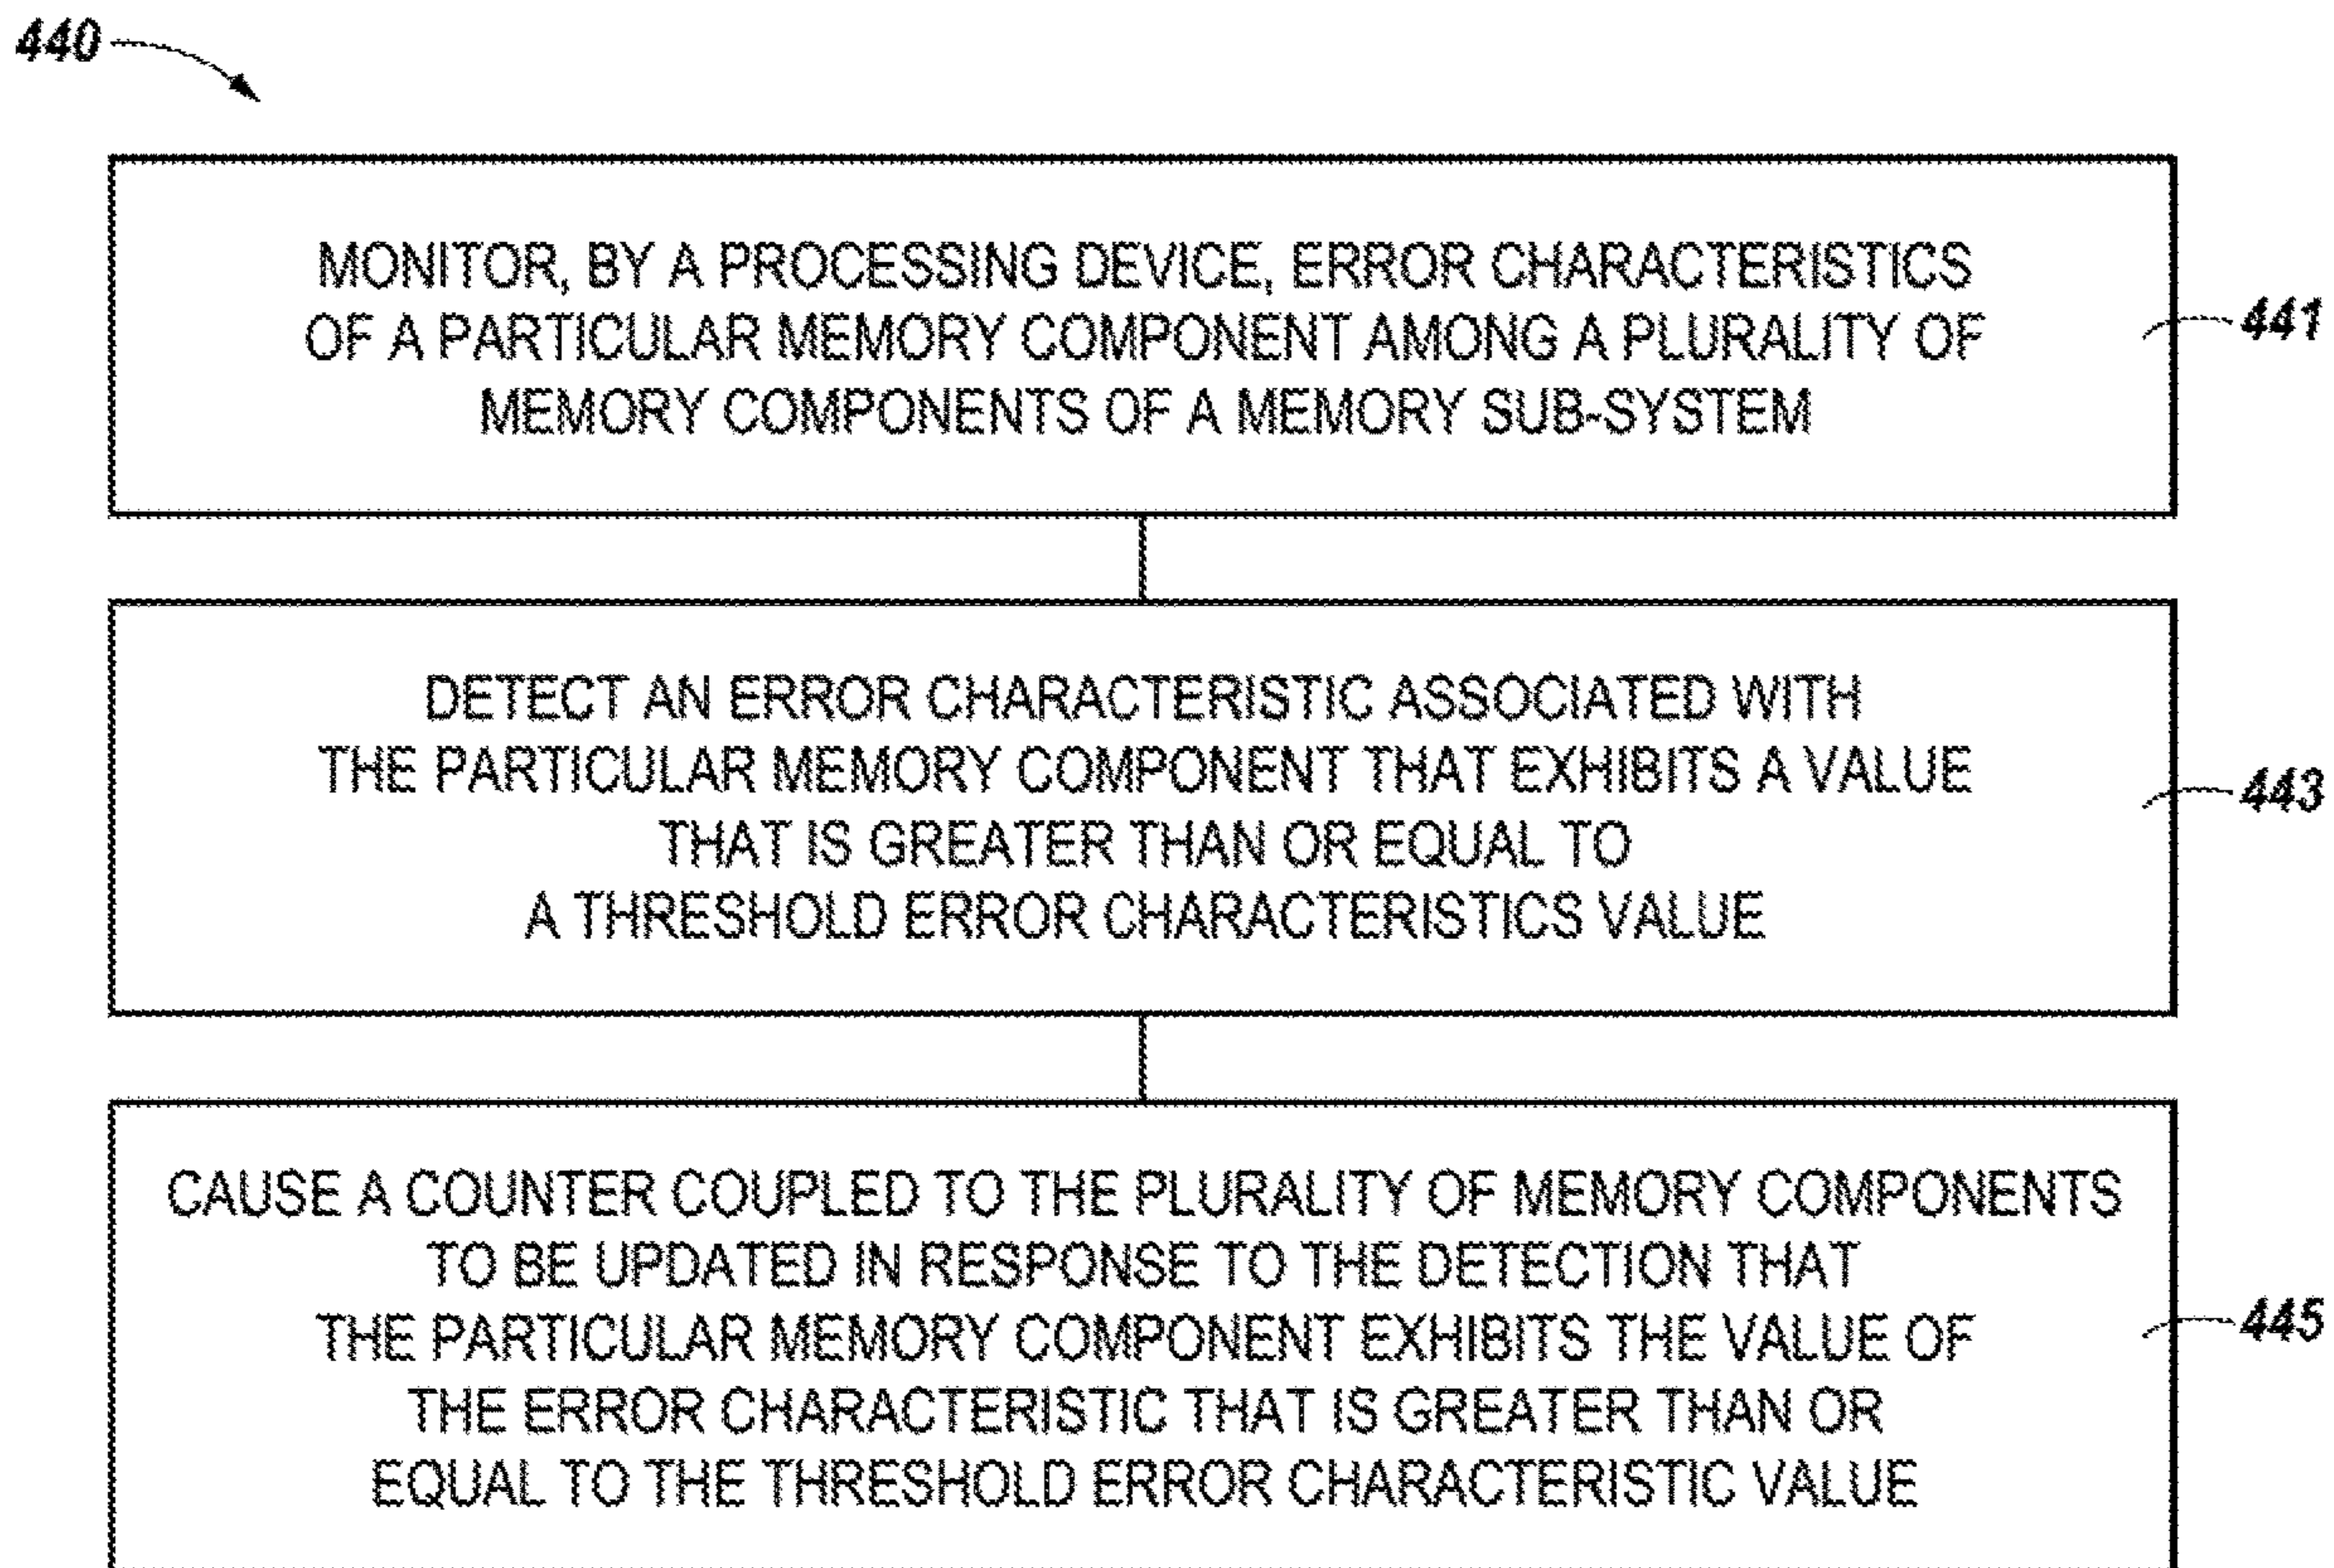 440
MONITOR, BY A PROCESSING DEVICE, ERROR CHARACTERISTICS
OF A PARTICULAR MEMORY COMPONENT AMONG A PLURALITY OF
MEMORY COMPONENTS OF A MEMORY SUB-SYSTEM
441
DETECT AN ERROR CHARACTERISTIC ASSOCIATED WITH
THE PARTICULAR MEMORY COMPONENT THAT EXHIBITS A VALUE
THAT IS GREATER THAN OR EQUAL TO
A THRESHOLD ERROR CHARACTERISTICS VALUE
443
CAUSE A COUNTER COUPLED TO THE PLURALITY OF MEMORY COMPONENTS
TO BE UPDATED IN RESPONSE TO THE DETECTION THAT
THE PARTICULAR MEMORY COMPONENT EXHIBITS THE VALUE OF
THE ERROR CHARACTERISTIC THAT IS GREATER THAN OR
EQUAL TO THE THRESHOLD ERROR CHARACTERISTIC VALUE
445